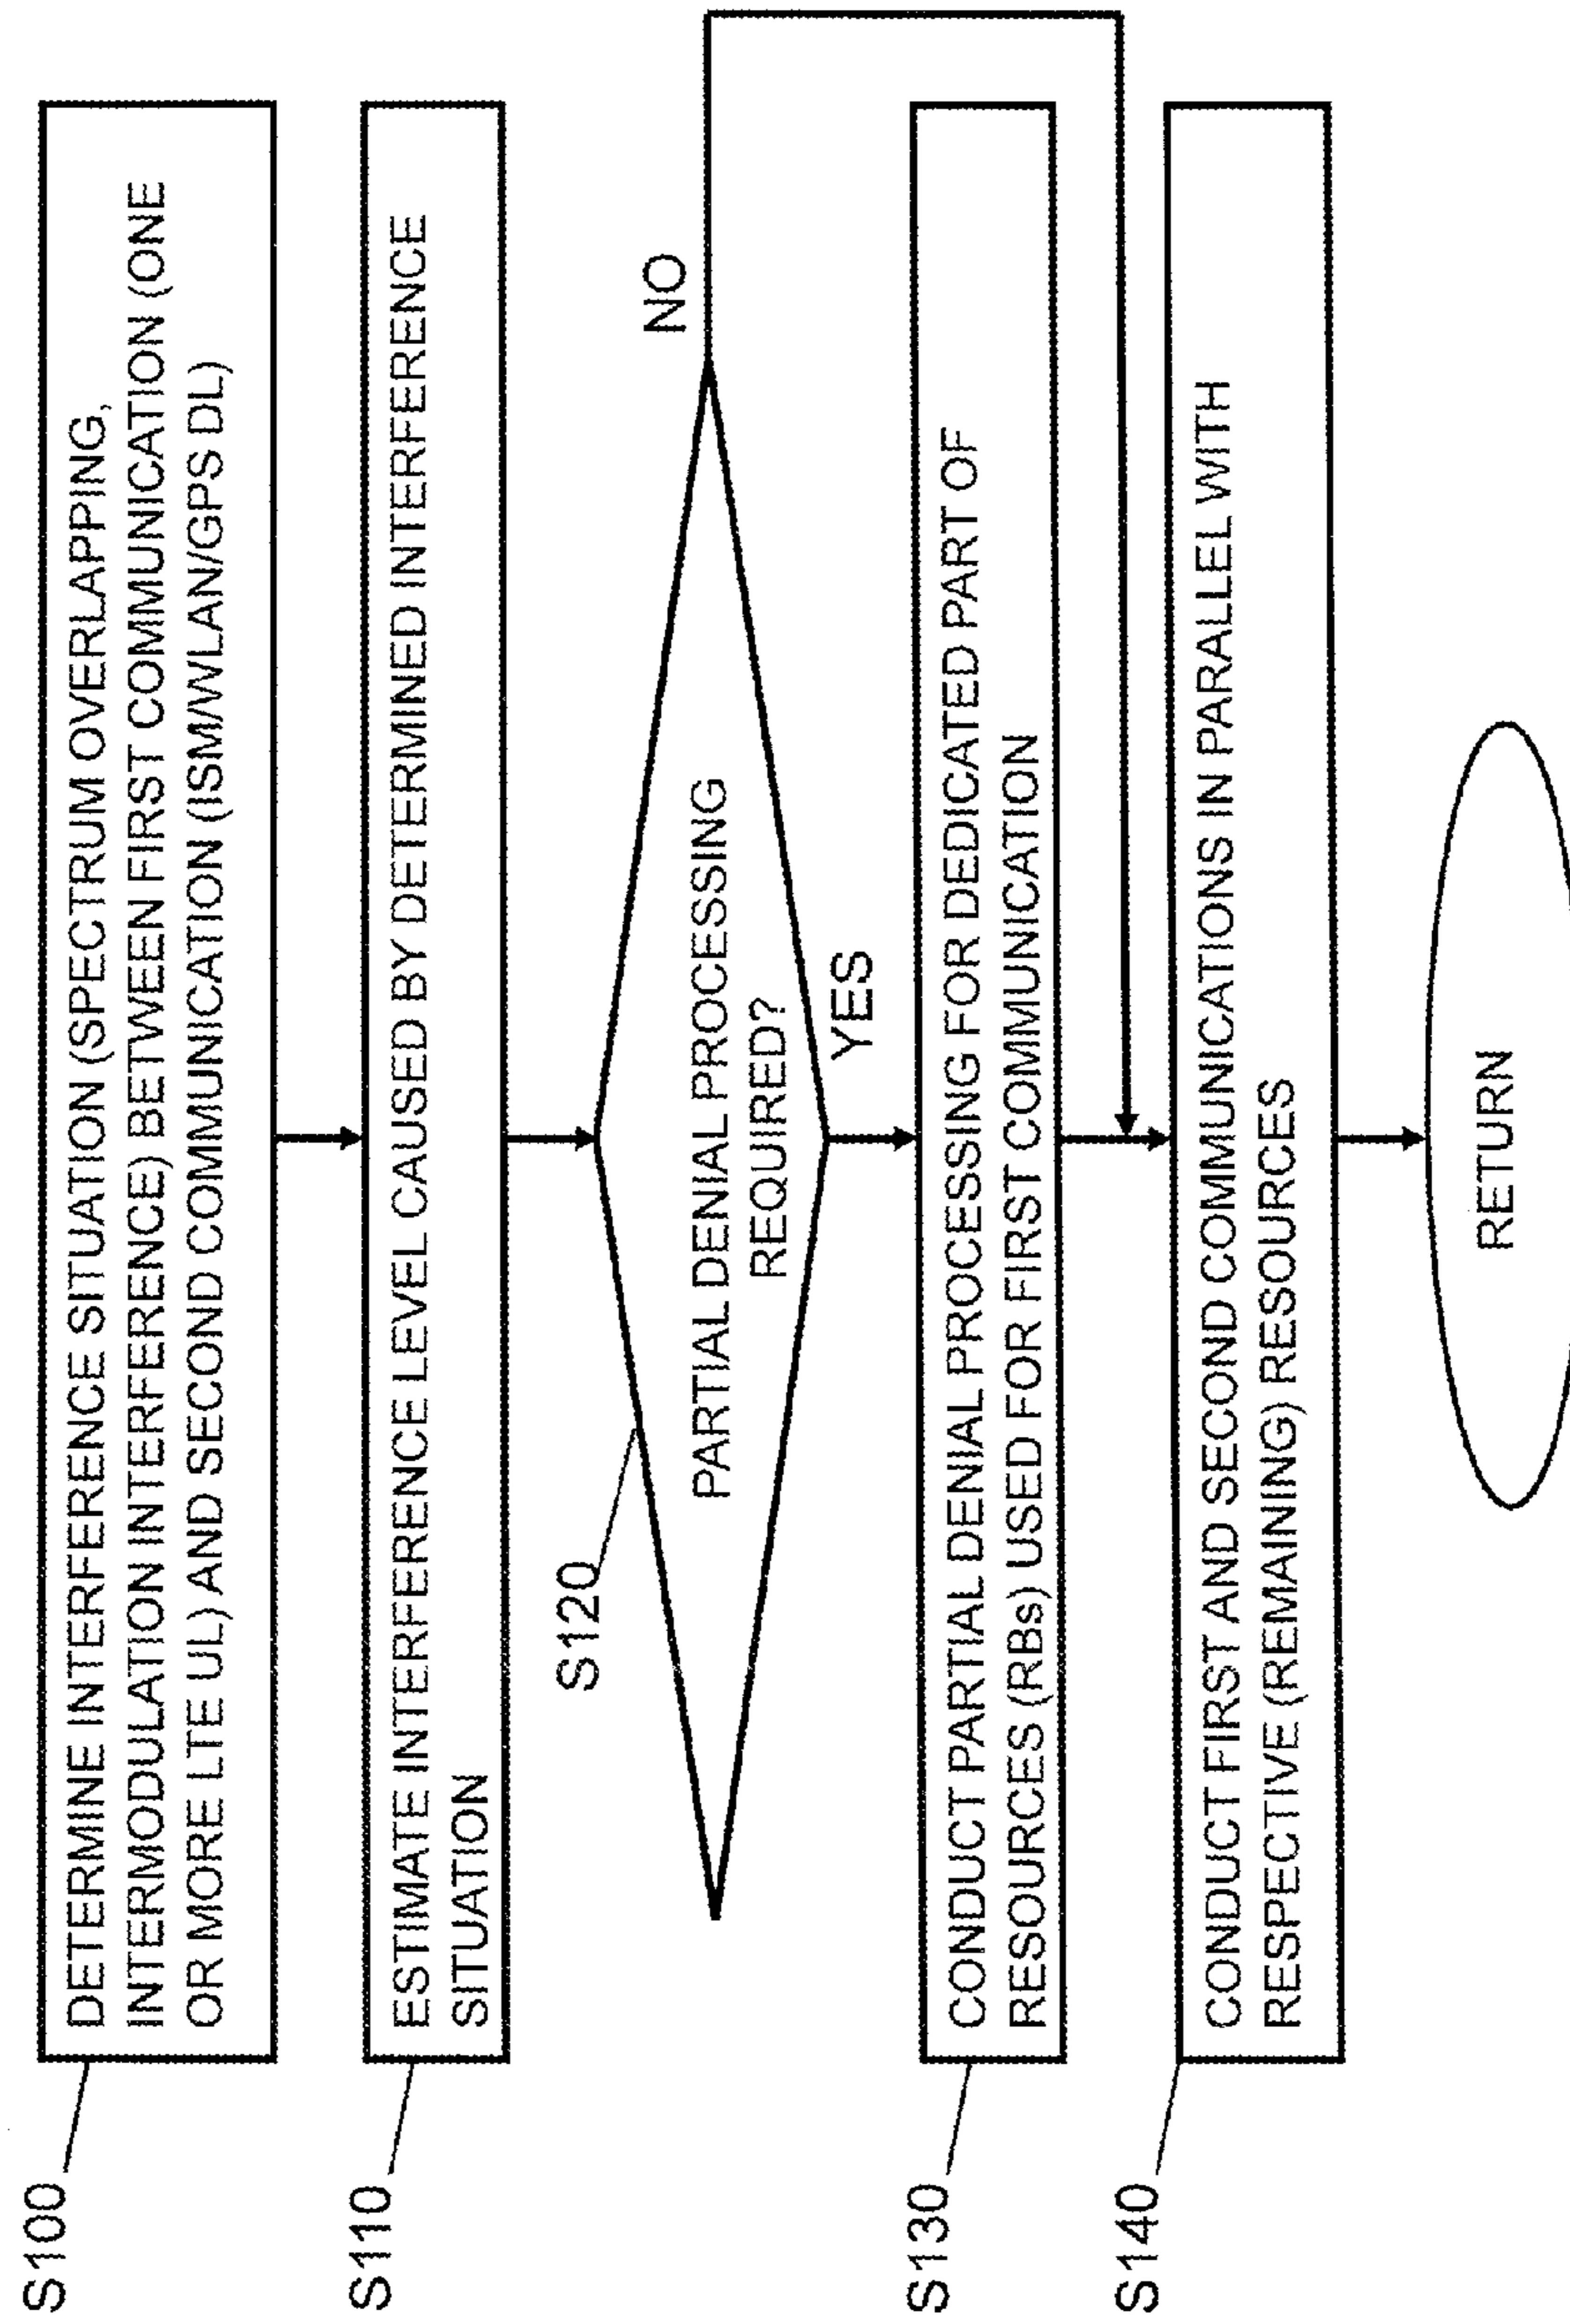 S100
DETERMINE INTERFERENCE SITUATION (SPECTRUM OVERLAPPING,
INTERMODULATION INTERFERENCE) BETWEEN FIRST COMMUNICATION (ONE
OR MORE LTE UL) AND SECOND COMMUNICATION (ISM/WLAN/GPS DL)
S110
ESTIMATE INTERFERENCE LEVEL CAUSED BY DETERMINED INTERFERENCE
SITUATION
S120
PARTIAL DENIAL PROCESSING
REQUIRED?
NO
YES
S130
CONDUCT PARTIAL DENIAL PROCESSING FOR DEDICATED PART OF
RESOURCES (RBs) USED FOR FIRST COMMUNICATION
S140
CONDUCT FIRST AND SECOND COMMUNICATIONS IN PARALLEL WITH
RESPECTIVE (REMAINING) RESOURCES
RETURN